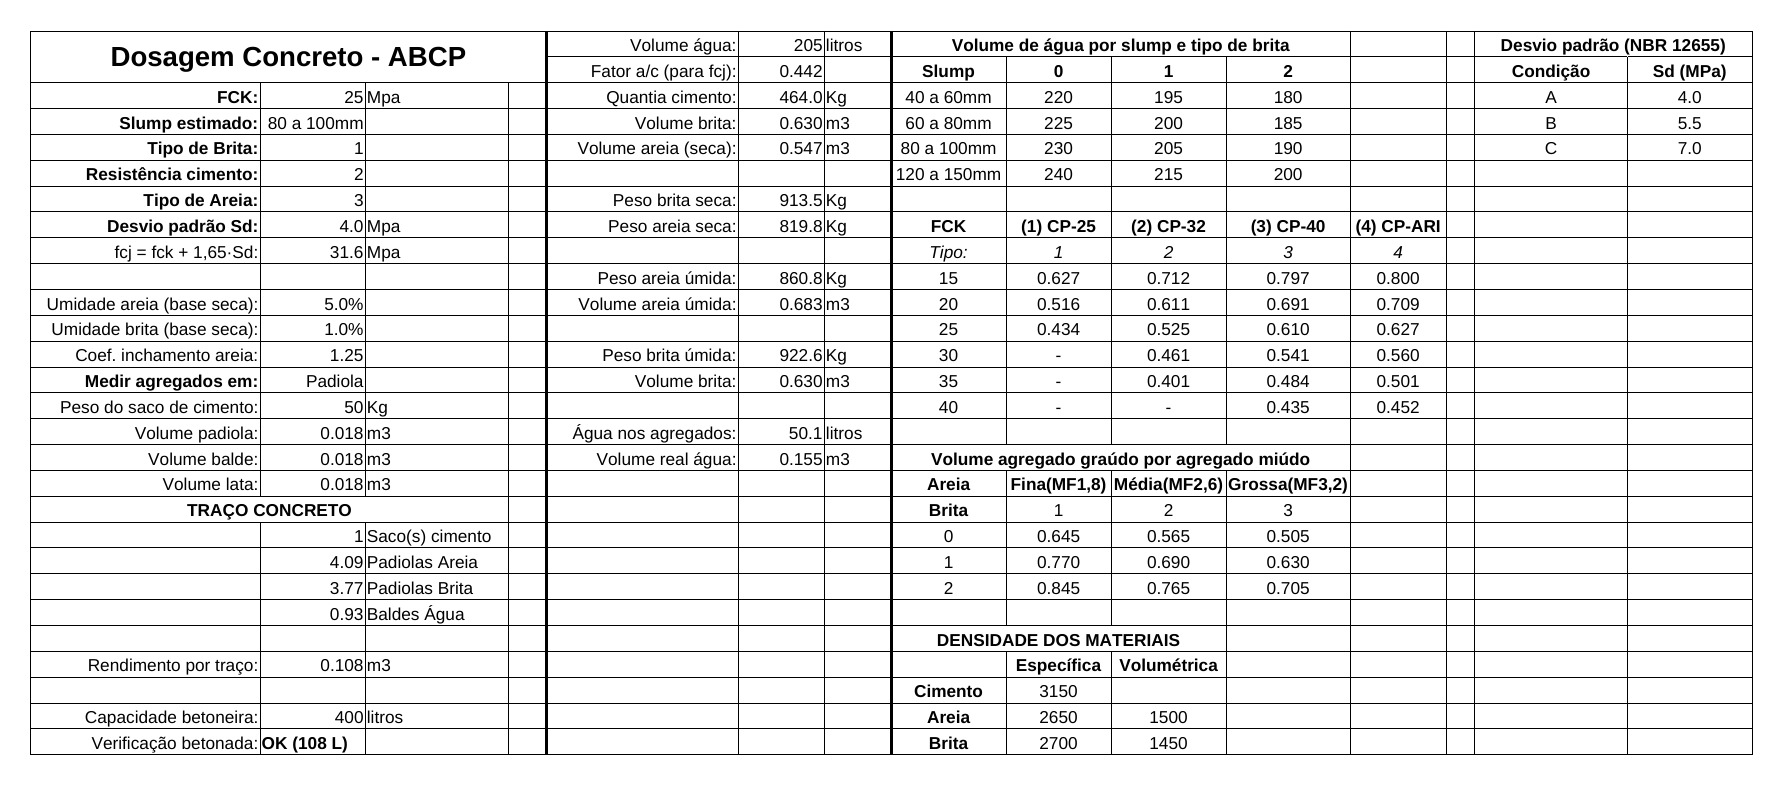 Dosagem Concreto - ABCP
FCK: 25 Mpa
Slump estimado: 80 a 100mm
Tipo de Brita: 1
Resistência cimento: 2
Tipo de Areia: 3
Desvio padrão Sd: 4.0 Mpa
fcj = fck + 1,65·Sd: 31.6 Mpa
Umidade areia (base seca): 5.0%
Umidade brita (base seca): 1.0%
Coef. inchamento areia: 1.25
Medir agregados em: Padiola
Peso do saco de cimento: 50 Kg
Volume padiola: 0.018 m3
Volume balde: 0.018 m3
Volume lata: 0.018 m3
TRAÇO CONCRETO
1 Saco(s) cimento
4.09 Padiolas Areia
3.77 Padiolas Brita
0.93 Baldes Água
Rendimento por traço: 0.108 m3
Capacidade betoneira: 400 litros
Verificação betonada: OK (108 L)
Volume água: 205 litros
Fator a/c (para fcj): 0.442
Quantia cimento: 464.0 Kg
Volume brita: 0.630 m3
Volume areia (seca): 0.547 m3
Peso brita seca: 913.5 Kg
Peso areia seca: 819.8 Kg
Peso areia úmida: 860.8 Kg
Volume areia úmida: 0.683 m3
Peso brita úmida: 922.6 Kg
Volume brita: 0.630 m3
Água nos agregados: 50.1 litros
Volume real água: 0.155 m3
Volume de água por slump e tipo de brita
Slump 0 1 2
40 a 60mm 220 195 180
60 a 80mm 225 200 185
80 a 100mm 230 205 190
120 a 150mm 240 215 200
FCK (1) CP-25 (2) CP-32 (3) CP-40 (4) CP-ARI
Tipo: 1 2 3 4
15 0.627 0.712 0.797 0.800
20 0.516 0.611 0.691 0.709
25 0.434 0.525 0.610 0.627
30 - 0.461 0.541 0.560
35 - 0.401 0.484 0.501
40 - - 0.435 0.452
Volume agregado graúdo por agregado miúdo
Areia Fina(MF1,8) Média(MF2,6) Grossa(MF3,2)
Brita 1 2 3
0 0.645 0.565 0.505
1 0.770 0.690 0.630
2 0.845 0.765 0.705
DENSIDADE DOS MATERIAIS
Específica Volumétrica
Cimento 3150
Areia 2650 1500
Brita 2700 1450
Desvio padrão (NBR 12655)
Condição Sd (MPa)
A 4.0
B 5.5
C 7.0